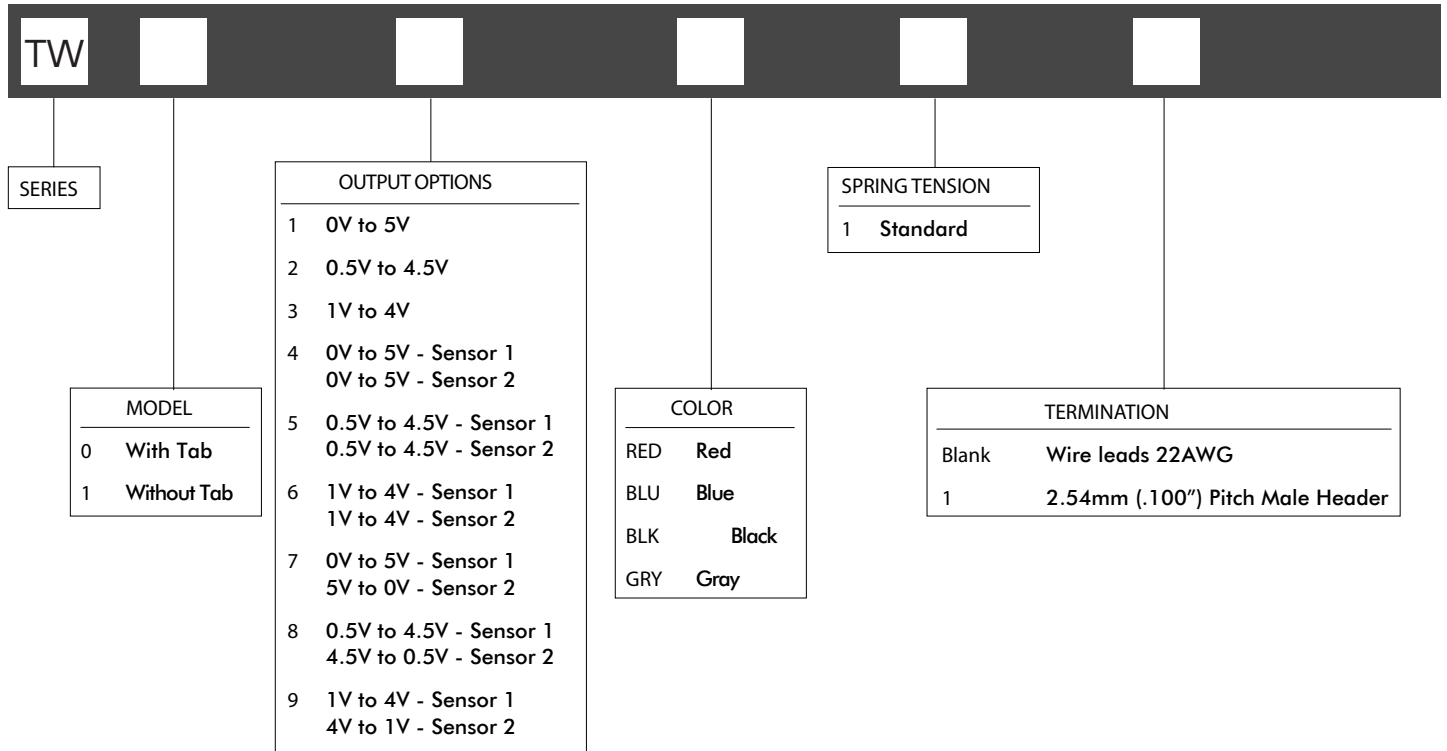 TW
SERIES
MODEL
0 With Tab
1 Without Tab
OUTPUT OPTIONS
1 0V to 5V
2 0.5V to 4.5V
3 1V to 4V
4 0V to 5V - Sensor 1
0V to 5V - Sensor 2
5 0.5V to 4.5V - Sensor 1
0.5V to 4.5V - Sensor 2
6 1V to 4V - Sensor 1
1V to 4V - Sensor 2
7 0V to 5V - Sensor 1
5V to 0V - Sensor 2
8 0.5V to 4.5V - Sensor 1
4.5V to 0.5V - Sensor 2
9 1V to 4V - Sensor 1
4V to 1V - Sensor 2
COLOR
RED Red
BLU Blue
BLK Black
GRY Gray
SPRING TENSION
1 Standard
TERMINATION
Blank Wire leads 22AWG
1 2.54mm (.100”) Pitch Male Header